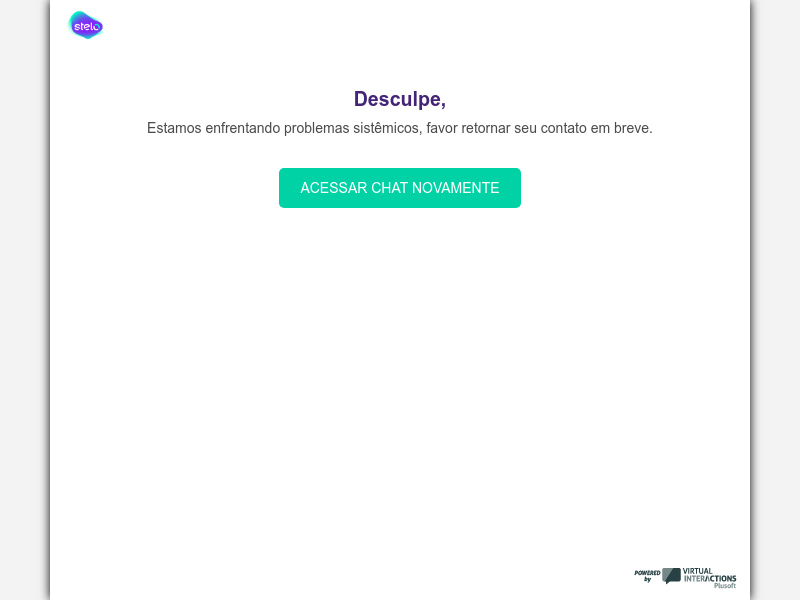 stelo
Desculpe,
Estamos enfrentando problemas sistêmicos, favor retornar seu contato em breve.
ACESSAR CHAT NOVAMENTE
POWERED by VIRTUAL INTERACTIONS
Plusoft